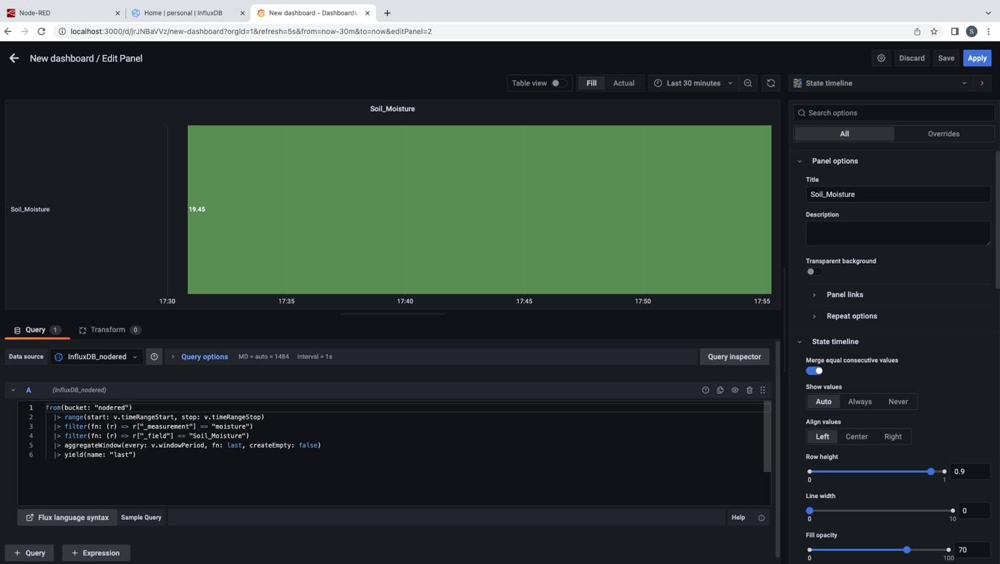 Node-RED
Home | personal | InfluxDB
New dashboard - Dashboards
localhost:3000/d/jrJNBaVVz/new-dashboard?orgId=1&refresh=5s&from=now-30m&to=now&editPanel=2
S
New dashboard / Edit Panel
Discard
Save
Apply
Table view
Fill
Actual
Last 30 minutes
State timeline
Soil_Moisture
Soil_Moisture
19.45
17:30
17:35
17:40
17:45
17:50
17:55
Search options
All
Overrides
Panel options
Title
Soil_Moisture
Description
Transparent background
Panel links
Repeat options
State timeline
Merge equal consecutive values
Show values
Auto
Always
Never
Align values
Left
Center
Right
Row height
0.9
0
1
Line width
0
0
10
Fill opacity
70
0
100
Query 1
Transform 0
Data source
InfluxDB_nodered
Query options
MD = auto = 1484
Interval = 1s
Query inspector
A
(InfluxDB_nodered)
1 from(bucket: "nodered")
2 |> range(start: v.timeRangeStart, stop: v.timeRangeStop)
3 |> filter(fn: (r) => r["_measurement"] == "moisture")
4 |> filter(fn: (r) => r["_field"] == "Soil_Moisture")
5 |> aggregateWindow(every: v.windowPeriod, fn: last, createEmpty: false)
6 |> yield(name: "last")
Flux language syntax
Sample Query
Help
+ Query
+ Expression